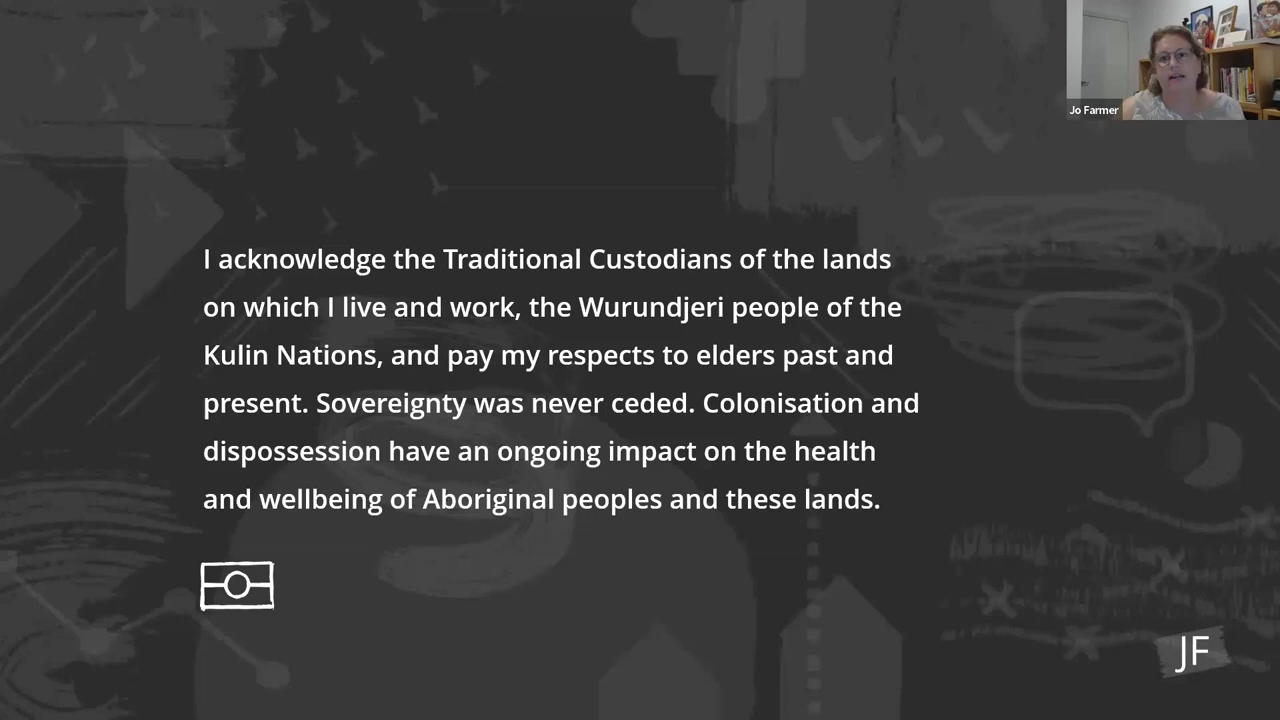 Jo Farmer
I acknowledge the Traditional Custodians of the lands
on which I live and work, the Wurundjeri people of the
Kulin Nations, and pay my respects to elders past and
present. Sovereignty was never ceded. Colonisation and
dispossession have an ongoing impact on the health
and wellbeing of Aboriginal peoples and these lands.
JF